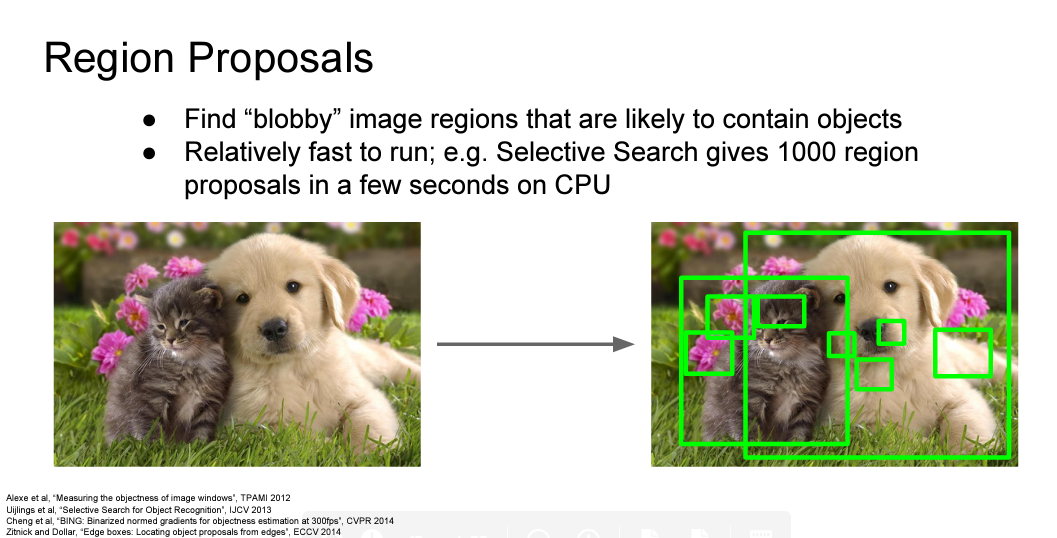 Region Proposals
● Find “blobby” image regions that are likely to contain objects
● Relatively fast to run; e.g. Selective Search gives 1000 region
proposals in a few seconds on CPU
Alexe et al, “Measuring the objectness of image windows”, TPAMI 2012
Uijlings et al, “Selective Search for Object Recognition”, IJCV 2013
Cheng et al, “BING: Binarized normed gradients for objectness estimation at 300fps”, CVPR 2014
Zitnick and Dollar, “Edge boxes: Locating object proposals from edges”, ECCV 2014